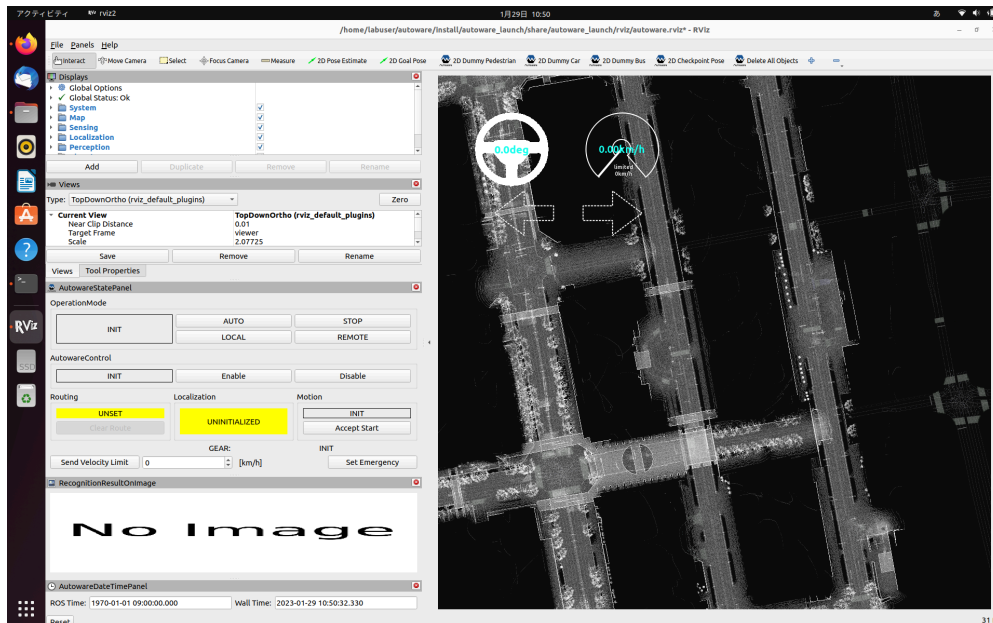 アクティビティ rviz2 1月29日 10:50 あ
/home/labuser/autoware/install/autoware_launch/share/autoware_launch/rviz/autoware.rviz* - RViz
File Panels Help
Interact Move Camera Select Focus Camera Measure 2D Pose Estimate 2D Goal Pose 2D Dummy Pedestrian 2D Dummy Car 2D Dummy Bus 2D Checkpoint Pose Delete All Objects
Displays
Global Options
Global Status: Ok
System
Map
Sensing
Localization
Perception
Add Duplicate Remove Rename
Views
Type: TopDownOrtho (rviz_default_plugins) Zero
Current View TopDownOrtho (rviz_default_plugins)
Near Clip Distance 0.01
Target Frame viewer
Scale 2.07725
Save Remove Rename
Views Tool Properties
AutowareStatePanel
OperationMode
INIT
AUTO STOP
LOCAL REMOTE
AutowareControl
INIT Enable Disable
Routing Localization Motion
UNSET UNINITIALIZED INIT
Clear Route Accept Start
GEAR: INIT
Send Velocity Limit 0 [km/h] Set Emergency
RecognitionResultOnImage
No Image
AutowareDateTimePanel
ROS Time: 1970-01-01 09:00:00.000 Wall Time: 2023-01-29 10:50:32.330
Reset
31
0.0deg
0.00km/h
limited
0km/h
RViz
SSD